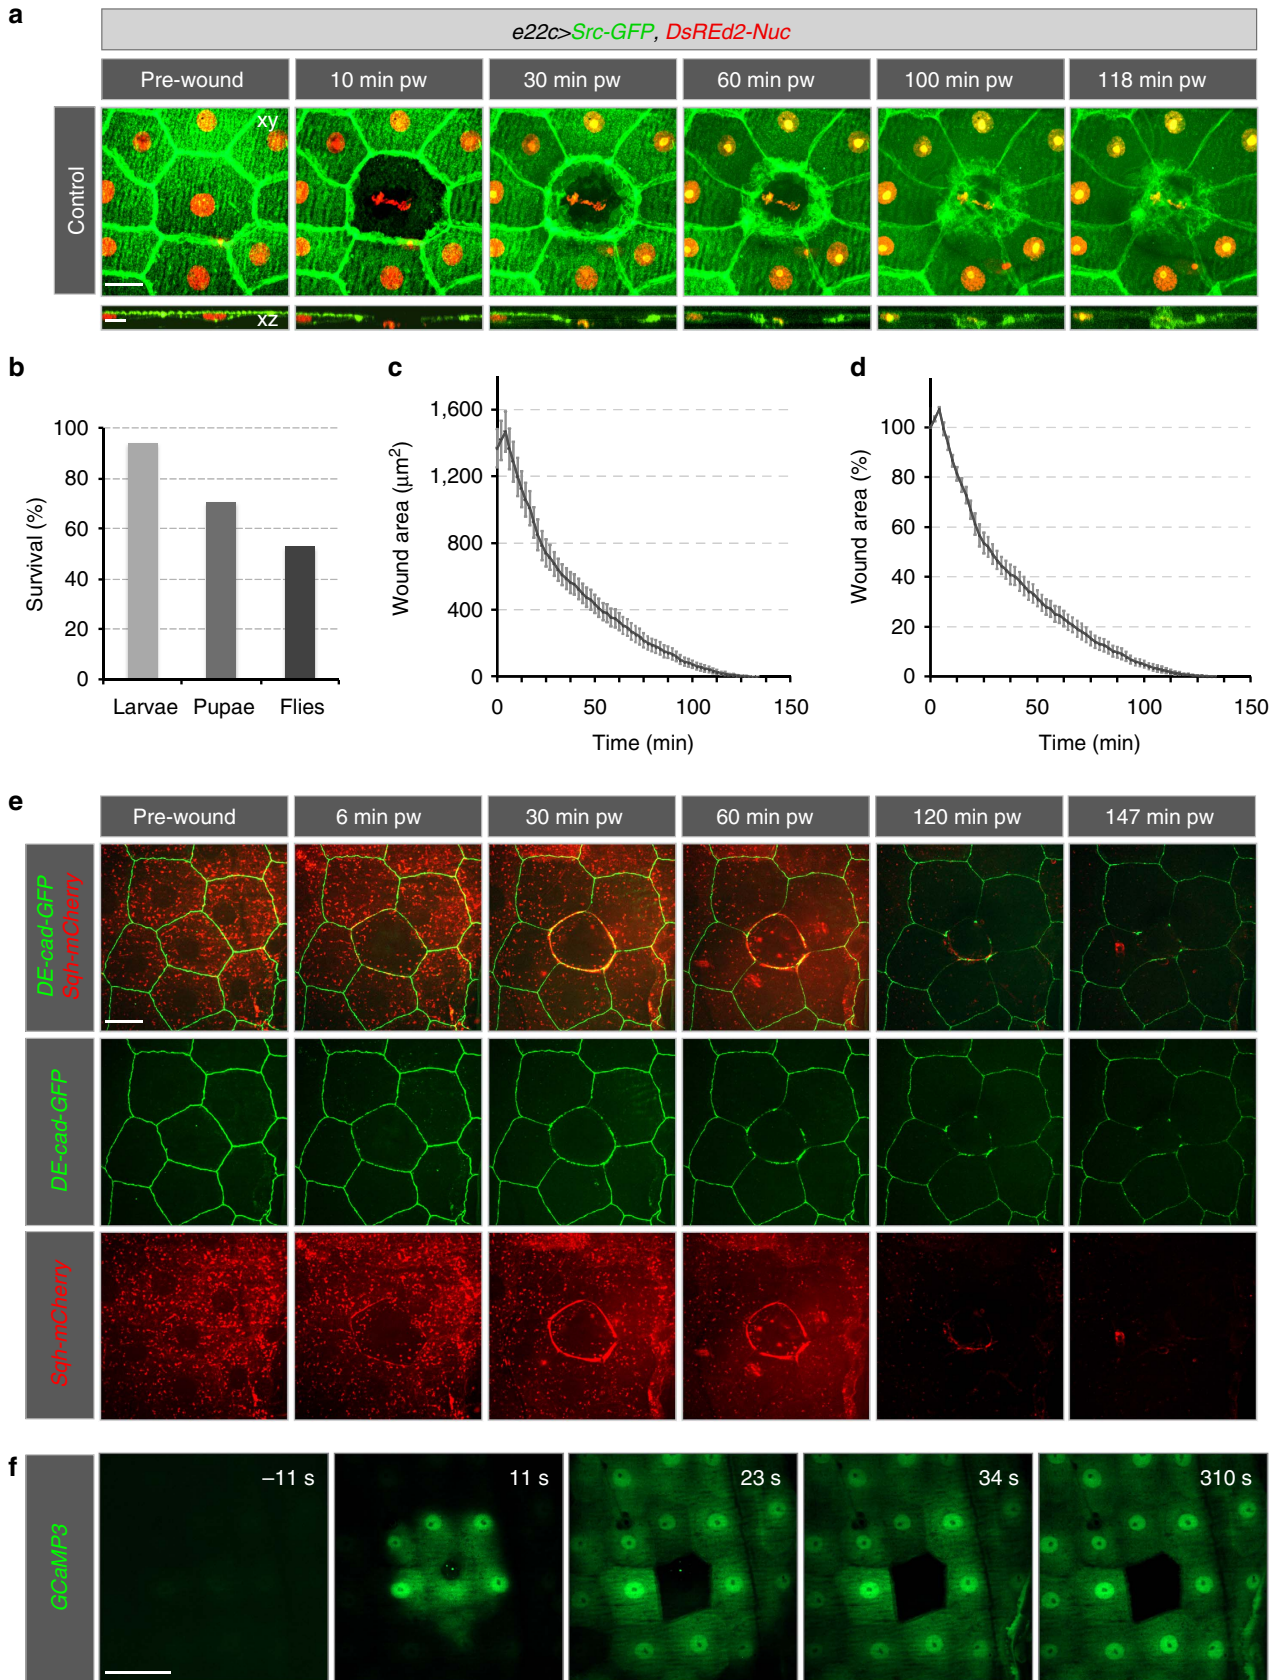 a
e22c>Src-GFP, DsREd2-Nuc
Pre-wound 10 min pw 30 min pw 60 min pw 100 min pw 118 min pw
Control
xy
xz
b
Survival (%)
100
80
60
40
20
0
Larvae Pupae Flies
c
Wound area (μm²)
1,600
1,200
800
400
0
0 50 100 150
Time (min)
d
Wound area (%)
100
80
60
40
20
0
0 50 100 150
Time (min)
e
Pre-wound 6 min pw 30 min pw 60 min pw 120 min pw 147 min pw
DE-cad-GFP
Sqh-mCherry
DE-cad-GFP
Sqh-mCherry
f
GCaMP3
–11 s 11 s 23 s 34 s 310 s